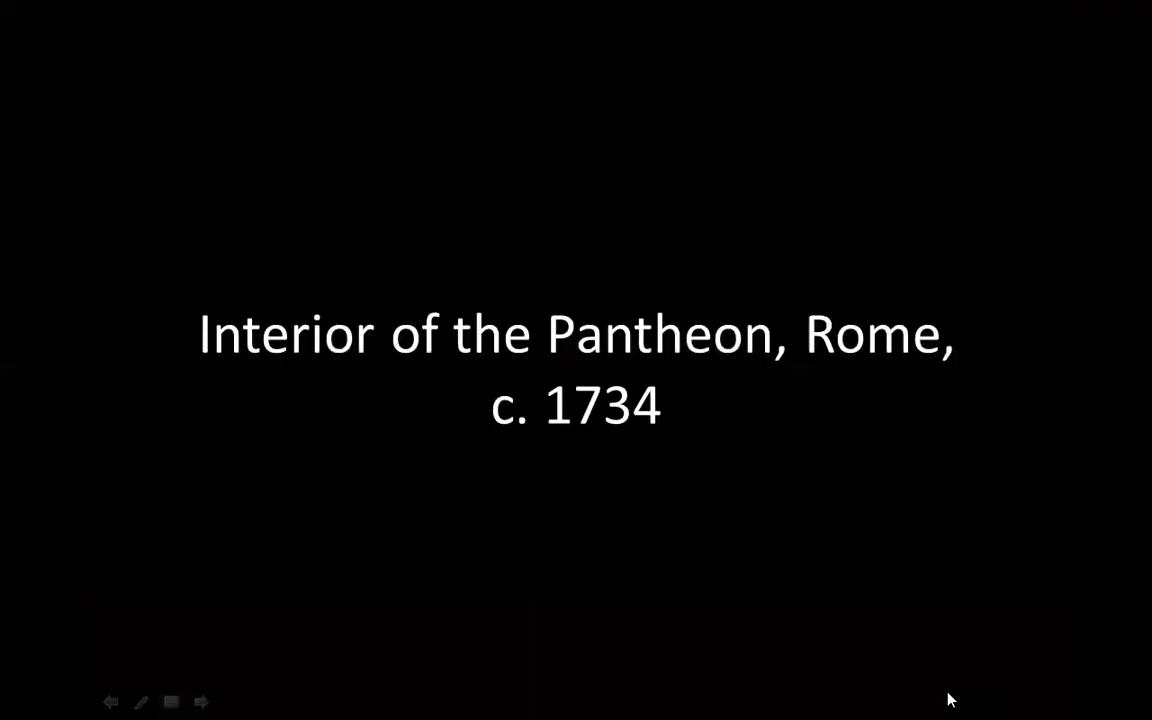 Interior of the Pantheon, Rome,
c. 1734